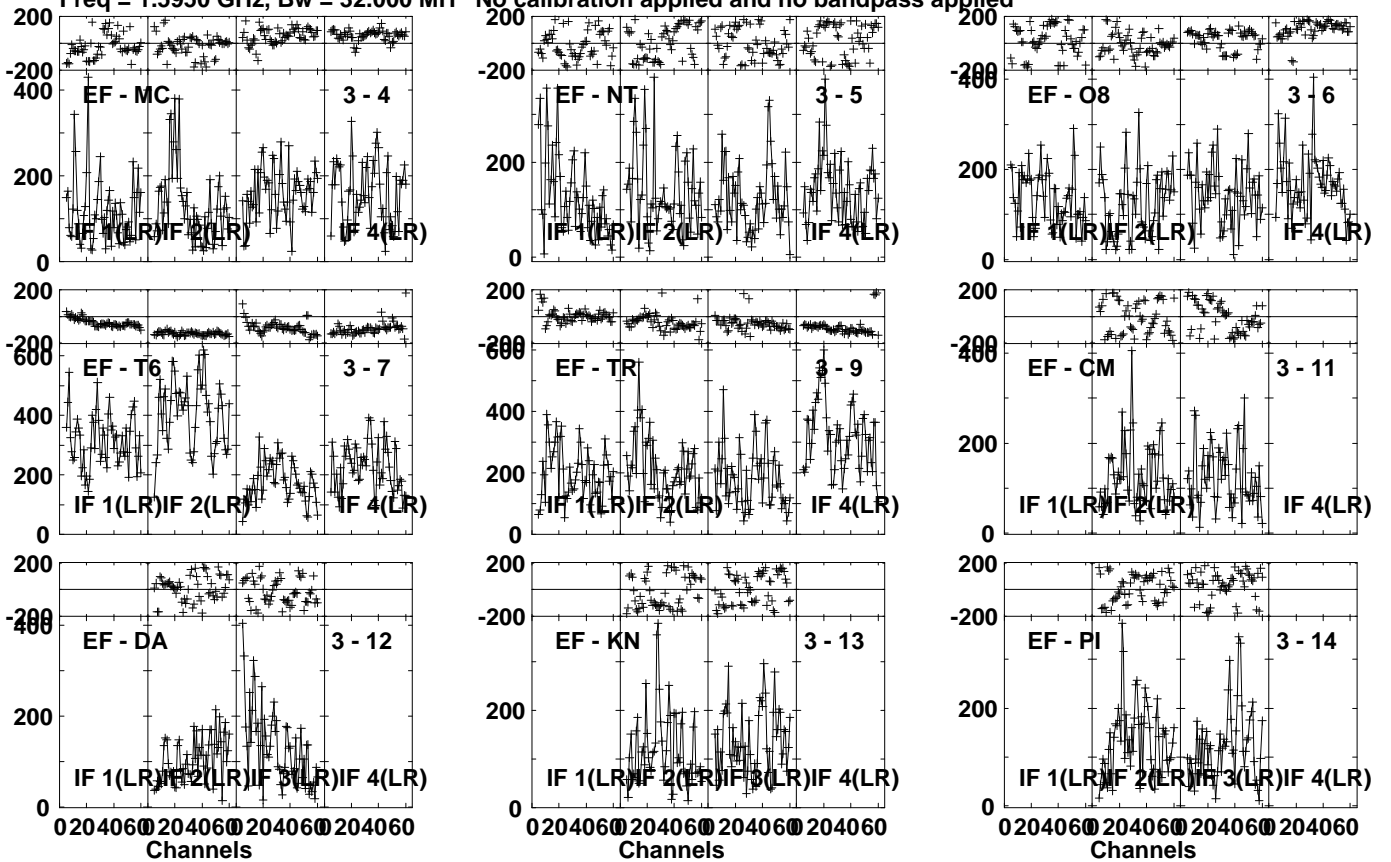 Freq = 1.5950 GHz, Bw = 32.000 MH No calibration applied and no bandpass applied
200
-200
400
200
0
EF - MC 3 - 4
IF 1(LR) IF 2(LR) IF 4(LR)
200
-200
200
0
EF - NT 3 - 5
IF 1(LR) IF 2(LR) IF 4(LR)
200
-200
400
200
0
EF - O8 3 - 6
IF 1(LR) IF 2(LR) IF 4(LR)
200
-200
600
400
200
0
EF - T6 3 - 7
IF 1(LR) IF 2(LR) IF 4(LR)
200
-200
600
400
200
0
EF - TR 3 - 9
IF 1(LR) IF 2(LR) IF 4(LR)
200
-200
400
200
0
EF - CM 3 - 11
IF 1(LR) IF 2(LR) IF 4(LR)
200
-200
400
200
0
EF - DA 3 - 12
IF 1(LR) IF 2(LR) IF 3(LR) IF 4(LR)
0 20 40 60 0 20 40 60 0 20 40 60 0 20 40 60
Channels
200
-200
200
0
EF - KN 3 - 13
IF 1(LR) IF 2(LR) IF 3(LR) IF 4(LR)
0 20 40 60 0 20 40 60 0 20 40 60 0 20 40 60
Channels
200
-200
200
0
EF - PI 3 - 14
IF 1(LR) IF 2(LR) IF 3(LR) IF 4(LR)
0 20 40 60 0 20 40 60 0 20 40 60 0 20 40 60
Channels